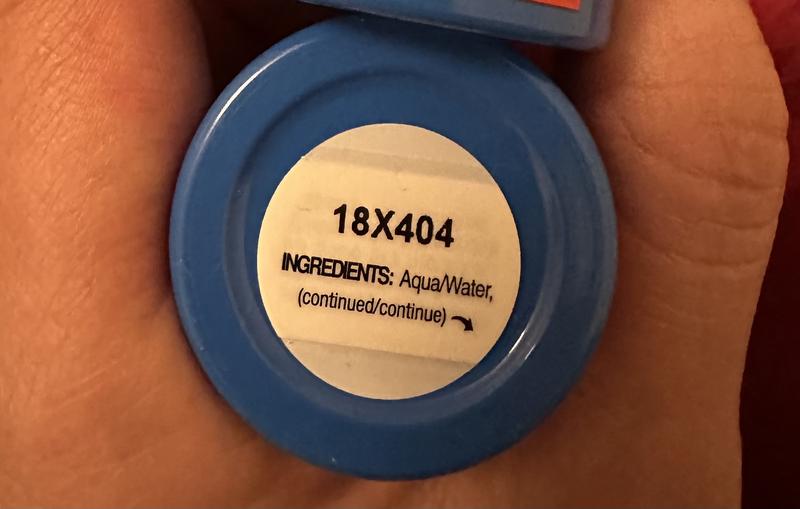 18X404
INGREDIENTS: Aqua/Water,
(continued/continue) ↘